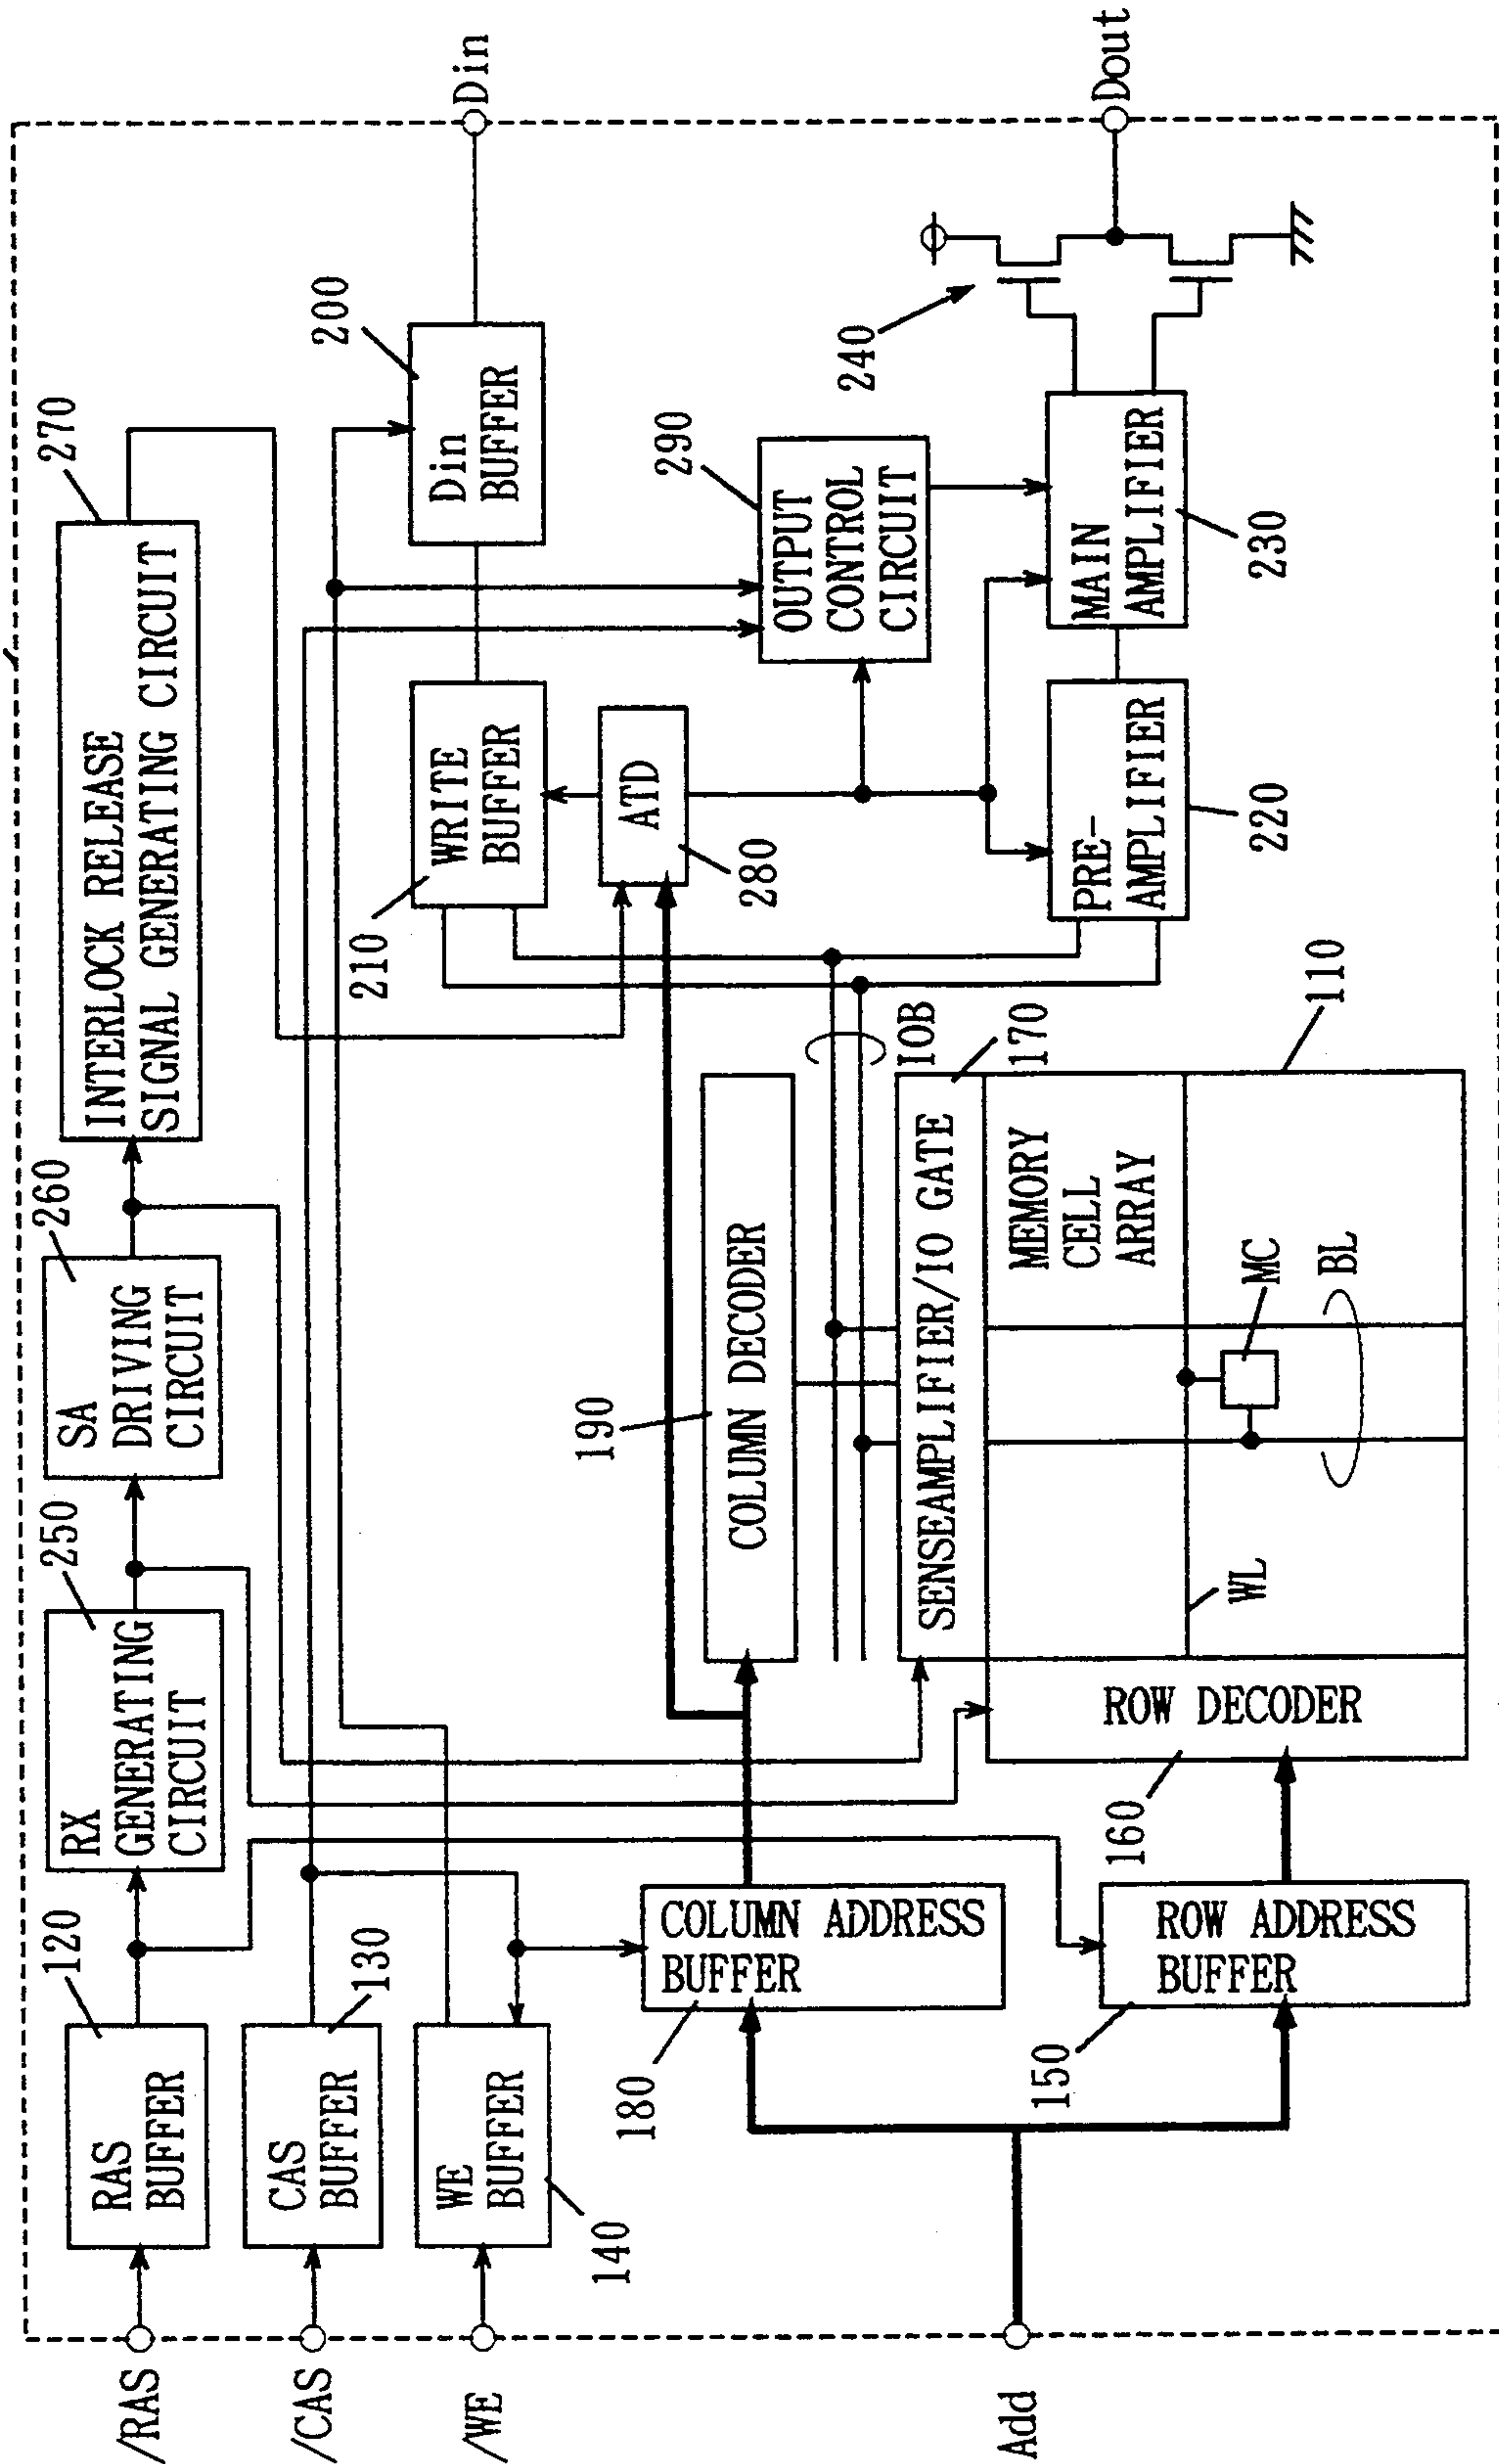 /RAS
/CAS
/WE
Add
RAS
BUFFER
120
CAS
BUFFER
130
WE
BUFFER
140
RX
GENERATING
CIRCUIT
250
SA
DRIVING
CIRCUIT
260
INTERLOCK RELEASE
SIGNAL GENERATING CIRCUIT
270
COLUMN ADDRESS
BUFFER
180
ROW ADDRESS
BUFFER
150
ROW DECODER
160
COLUMN DECODER
190
SENSEAMPLIFIER/IO GATE
170
MEMORY
CELL
ARRAY
110
WL
MC
BL
IOB
WRITE
BUFFER
210
ATD
280
Din
BUFFER
200
OUTPUT
CONTROL
CIRCUIT
290
PRE-
AMPLIFIER
220
MAIN
AMPLIFIER
230
240
Din
Dout